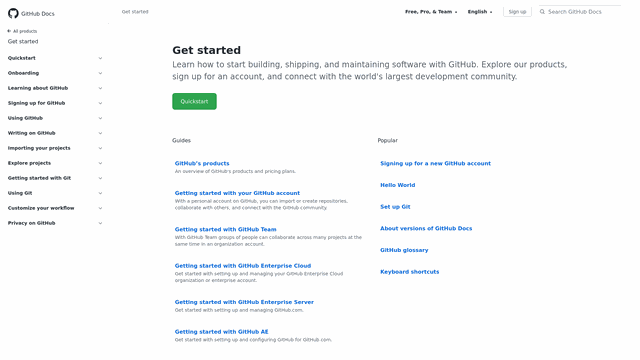 GitHub Docs
Get started
Free, Pro, & Team
English
Sign up
Search GitHub Docs
All products
Get started
Quickstart
Onboarding
Learning about GitHub
Signing up for GitHub
Using GitHub
Writing on GitHub
Importing your projects
Explore projects
Getting started with Git
Using Git
Customize your workflow
Privacy on GitHub
Get started
Learn how to start building, shipping, and maintaining software with GitHub. Explore our products,
sign up for an account, and connect with the world's largest development community.
Quickstart
Guides
GitHub's products
An overview of GitHub's products and pricing plans.
Getting started with your GitHub account
With a personal account on GitHub, you can import or create repositories,
collaborate with others, and connect with the GitHub community.
Getting started with GitHub Team
With GitHub Team groups of people can collaborate across many projects at the
same time in an organization account.
Getting started with GitHub Enterprise Cloud
Get started with setting up and managing your GitHub Enterprise Cloud
organization or enterprise account.
Getting started with GitHub Enterprise Server
Get started with setting up and managing GitHub.com.
Getting started with GitHub AE
Get started with setting up and configuring GitHub for GitHub.com.
Popular
Signing up for a new GitHub account
Hello World
Set up Git
About versions of GitHub Docs
GitHub glossary
Keyboard shortcuts